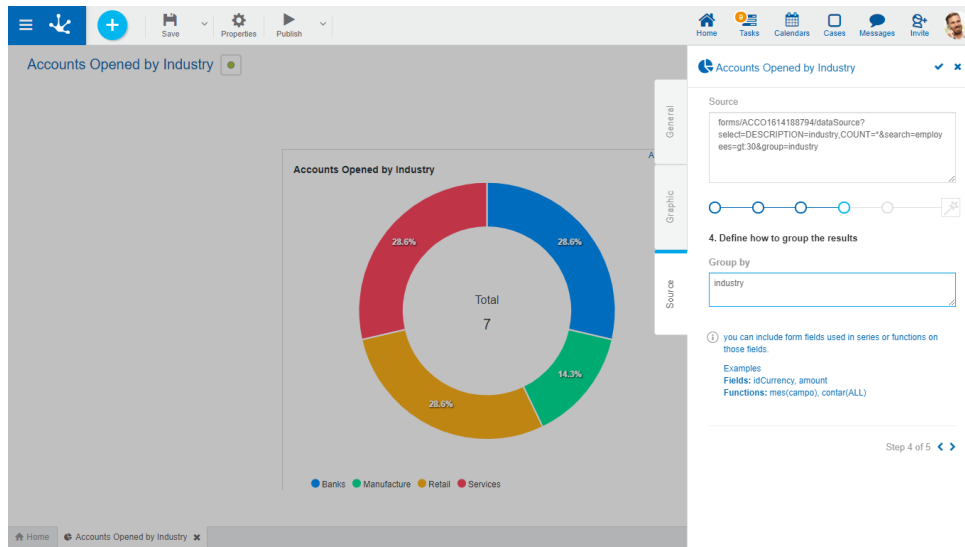 Save
Properties
Publish
Home
9
Tasks
Calendars
Cases
Messages
Invite
Accounts Opened by Industry
General
Graphic
Source
A
Accounts Opened by Industry
28.6%
28.6%
14.3%
28.6%
Total
7
Banks
Manufacture
Retail
Services
Home
Accounts Opened by Industry
Accounts Opened by Industry
Source
forms/ACCO1614188794/dataSource?
select=DESCRIPTION=industry,COUNT=*&search=employ
ees=gt:30&group=industry
4. Define how to group the results
Group by
industry
you can include form fields used in series or functions on
those fields.
Examples
Fields: idCurrency, amount
Functions: mes(campo), contar(ALL)
Step 4 of 5